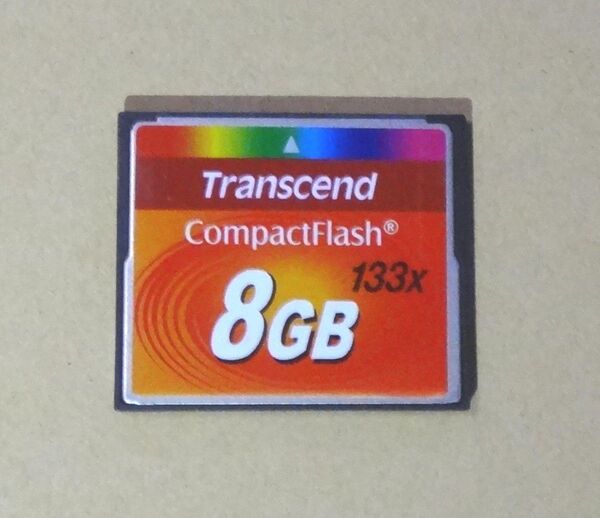 Transcend
CompactFlash®
133x
8GB